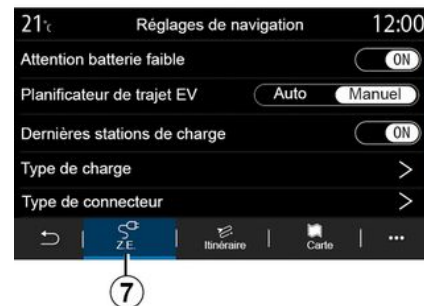 21°c Réglages de navigation 12:00
Attention batterie faible ON
Planificateur de trajet EV Auto Manuel
Dernières stations de charge ON
Type de charge >
Type de connecteur >
Z.E. Itinéraire Carte ...
7